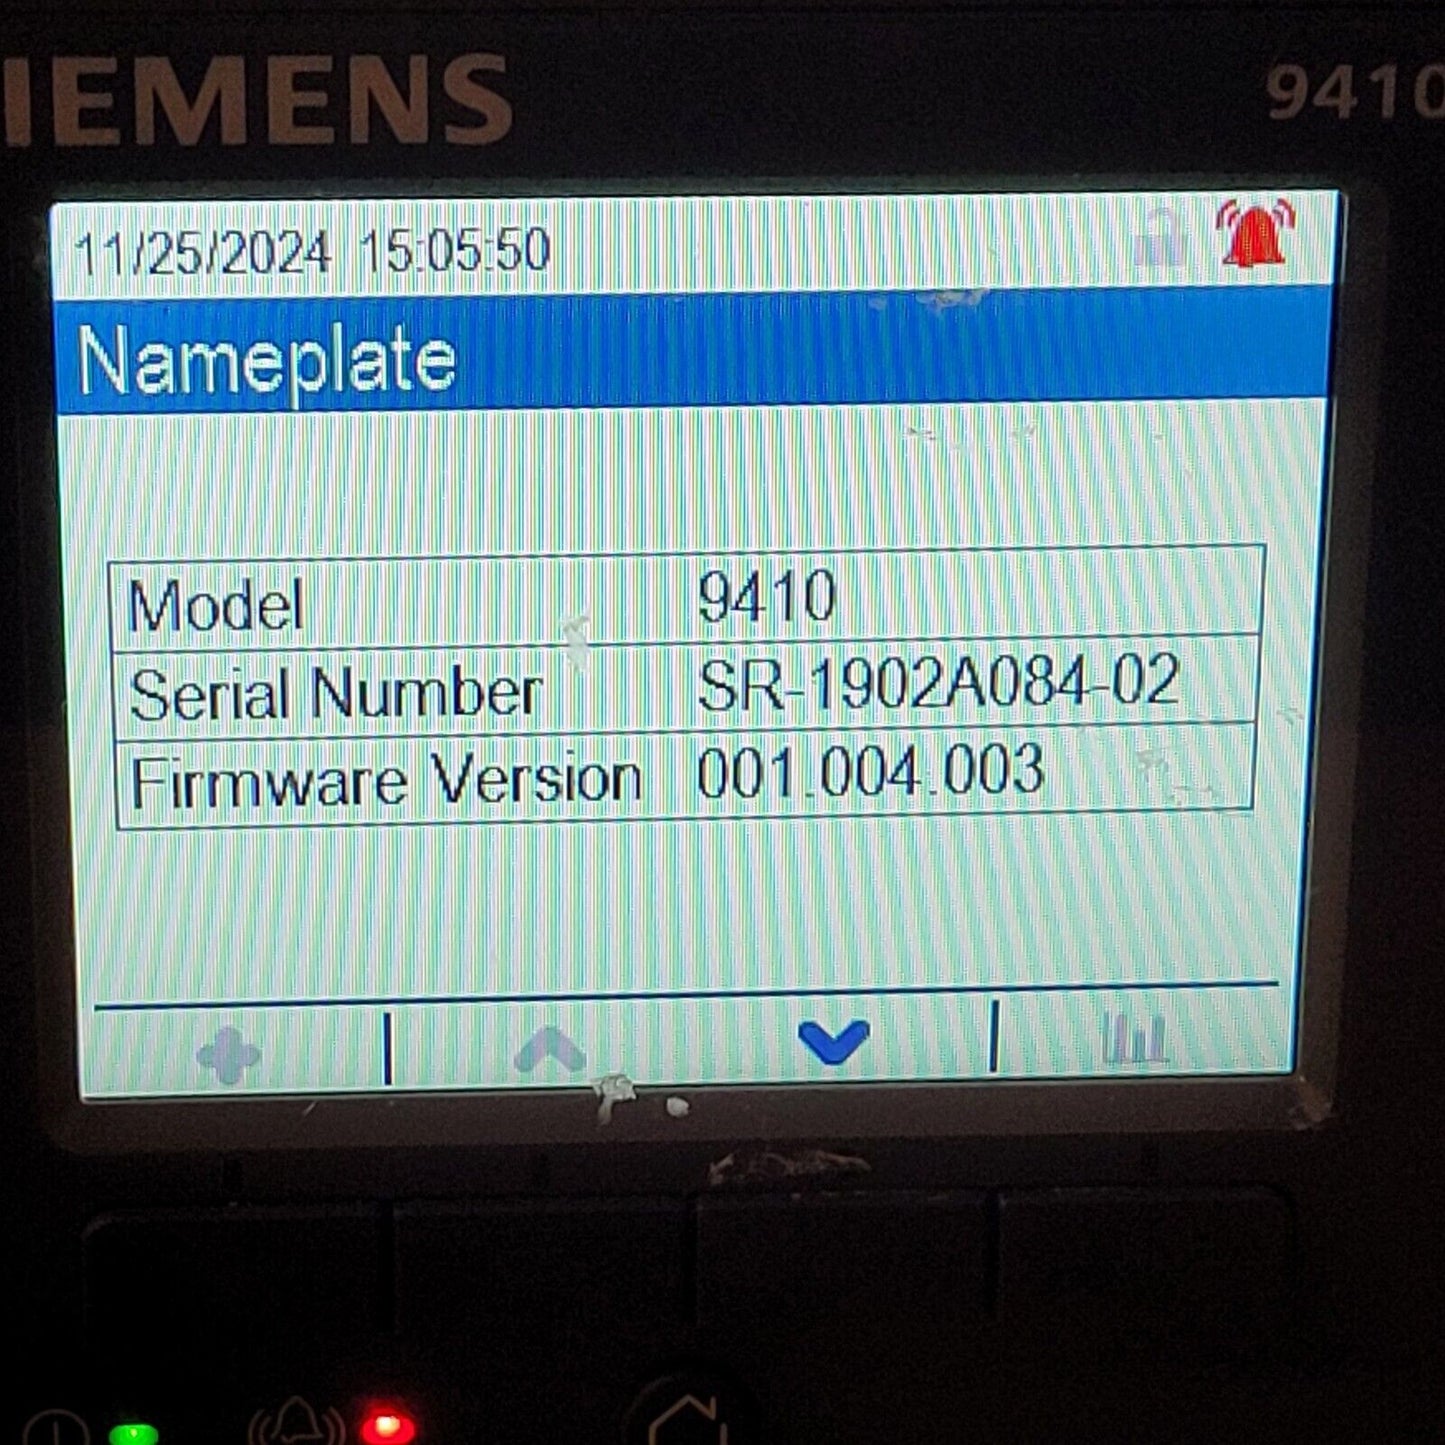 IEMENS
9410
11/25/2024 15:05:50
Nameplate
Model 9410
Serial Number SR-1902A084-02
Firmware Version 001.004.003